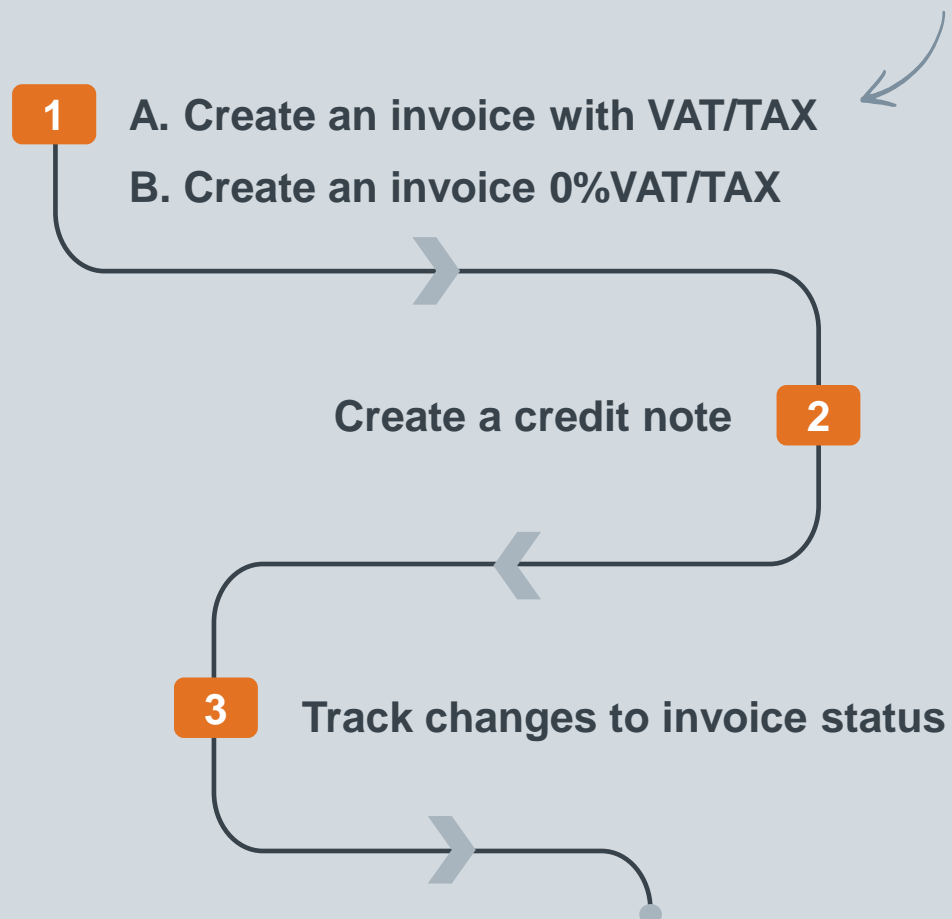 1
A. Create an invoice with VAT/TAX
B. Create an invoice 0%VAT/TAX
Create a credit note
2
3
Track changes to invoice status